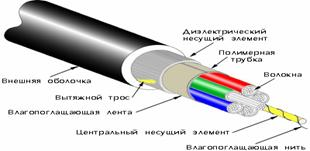 Диэлектрический
несущий элемент
Полимерная
трубка
Волокна
Внешняя оболочка
Вытяжной трос
Влагопоглащающая лента
Центральный несущий элемент
Влагопоглащающая нить